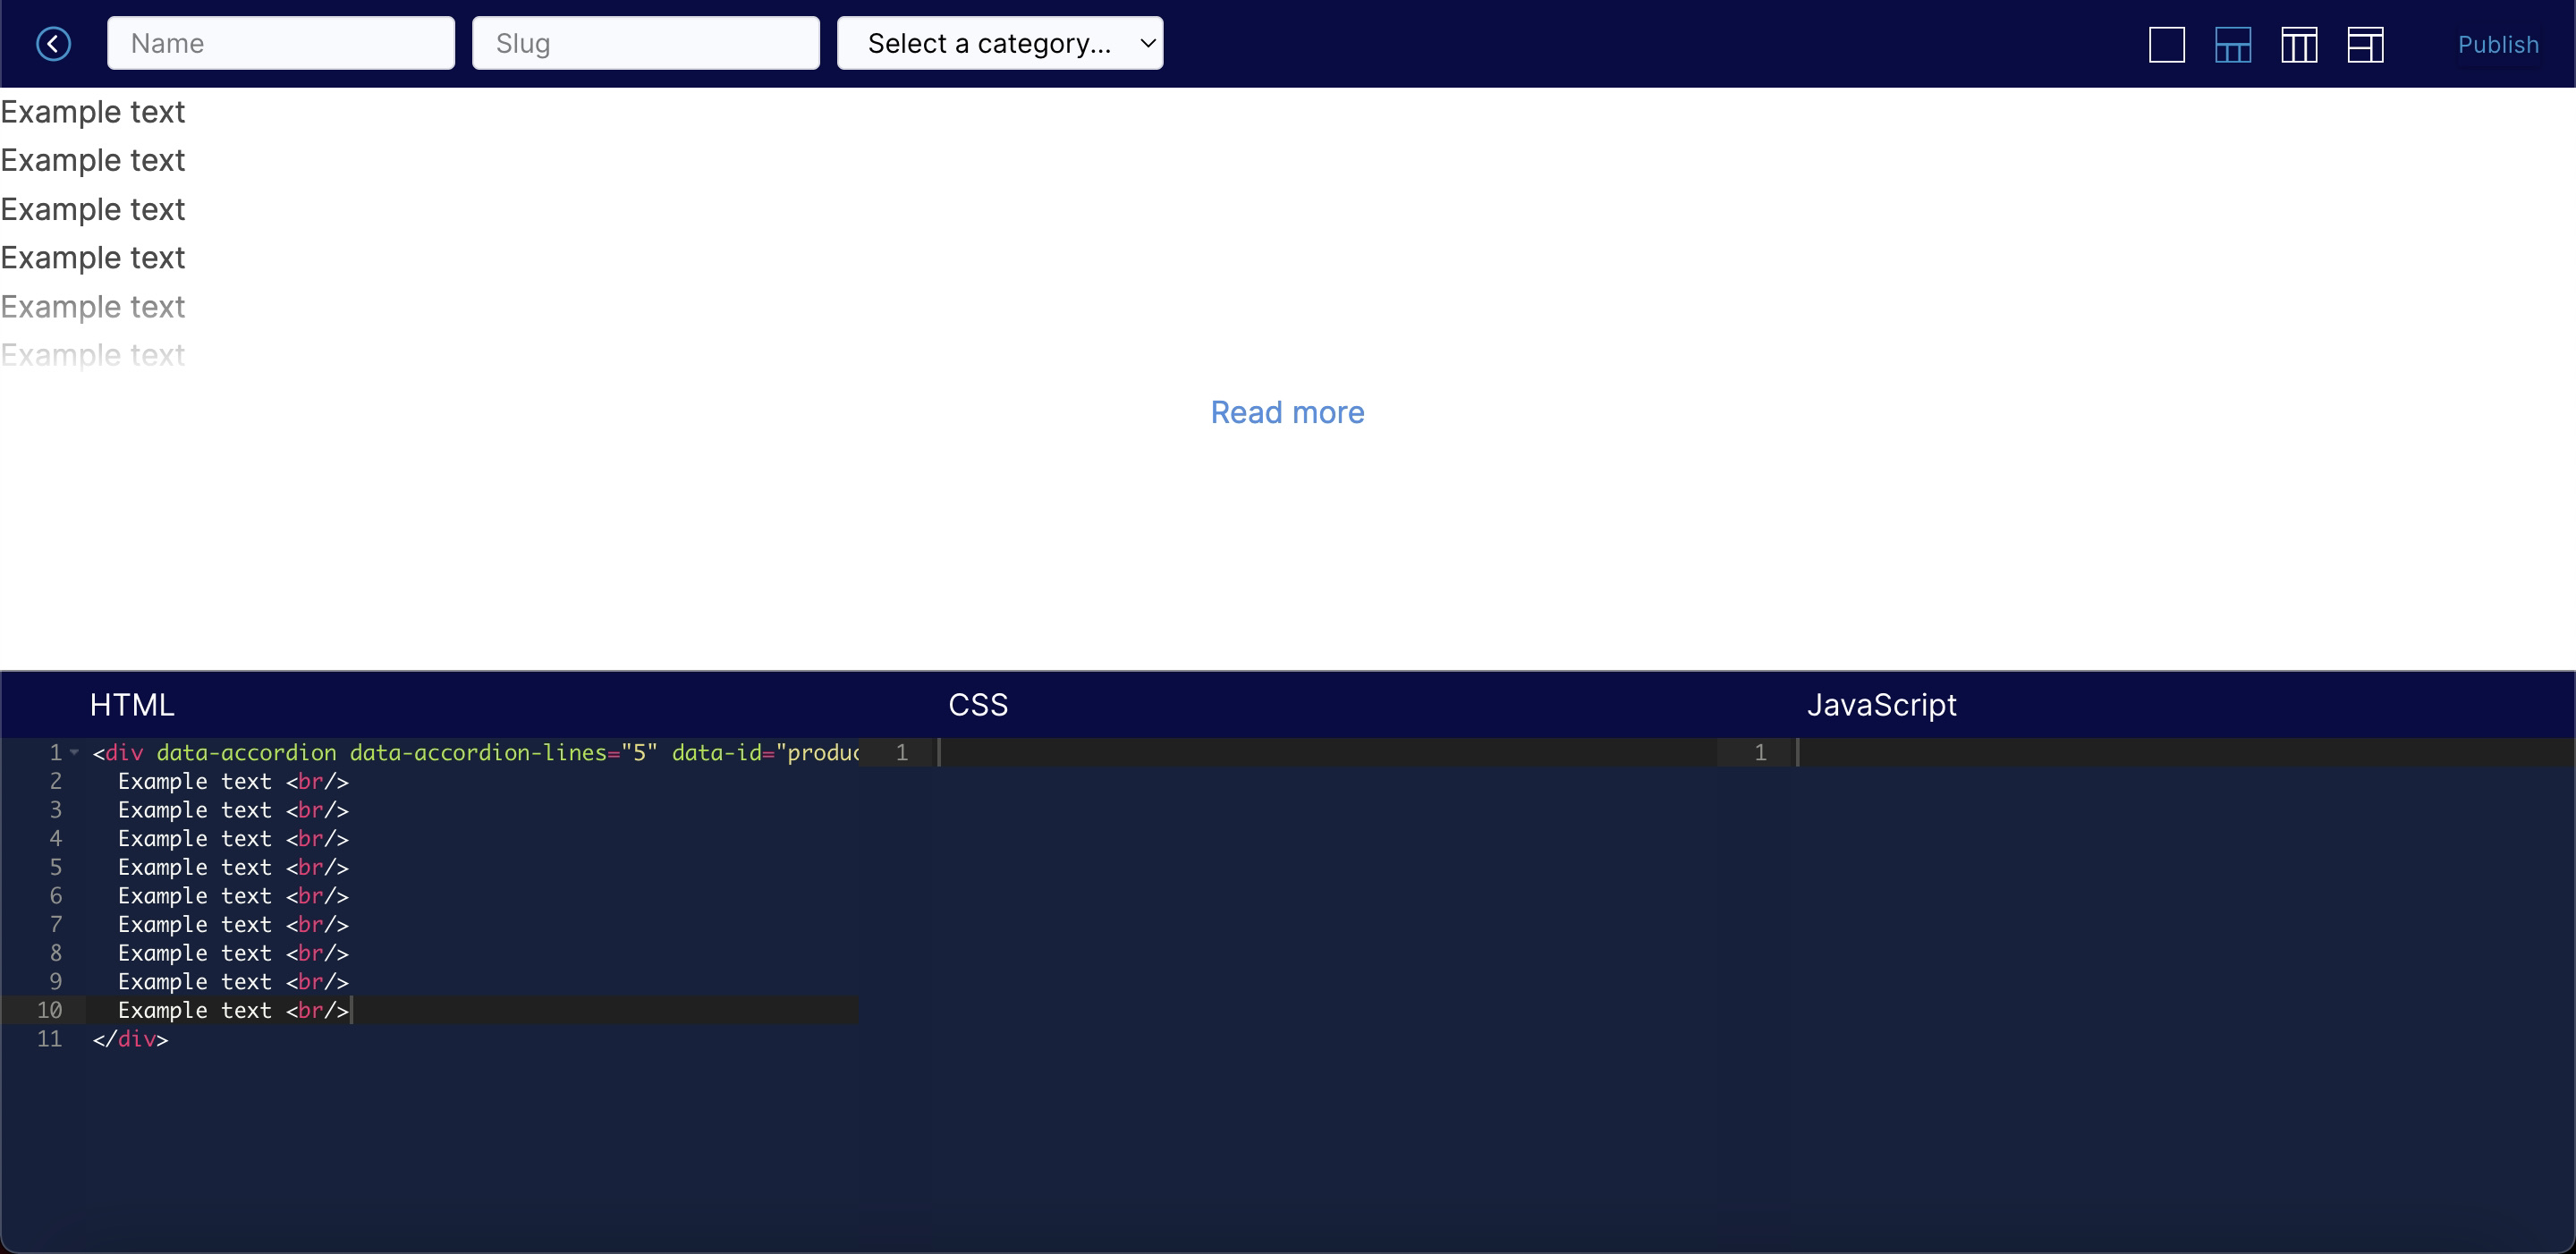 Name Slug Select a category... Publish
Example text
Example text
Example text
Example text
Example text
Example text
Read more
HTML CSS JavaScript
1 <div data-accordion data-accordion-lines="5" data-id="produc 1 1
2 Example text <br/>
3 Example text <br/>
4 Example text <br/>
5 Example text <br/>
6 Example text <br/>
7 Example text <br/>
8 Example text <br/>
9 Example text <br/>
10 Example text <br/>
11 </div>